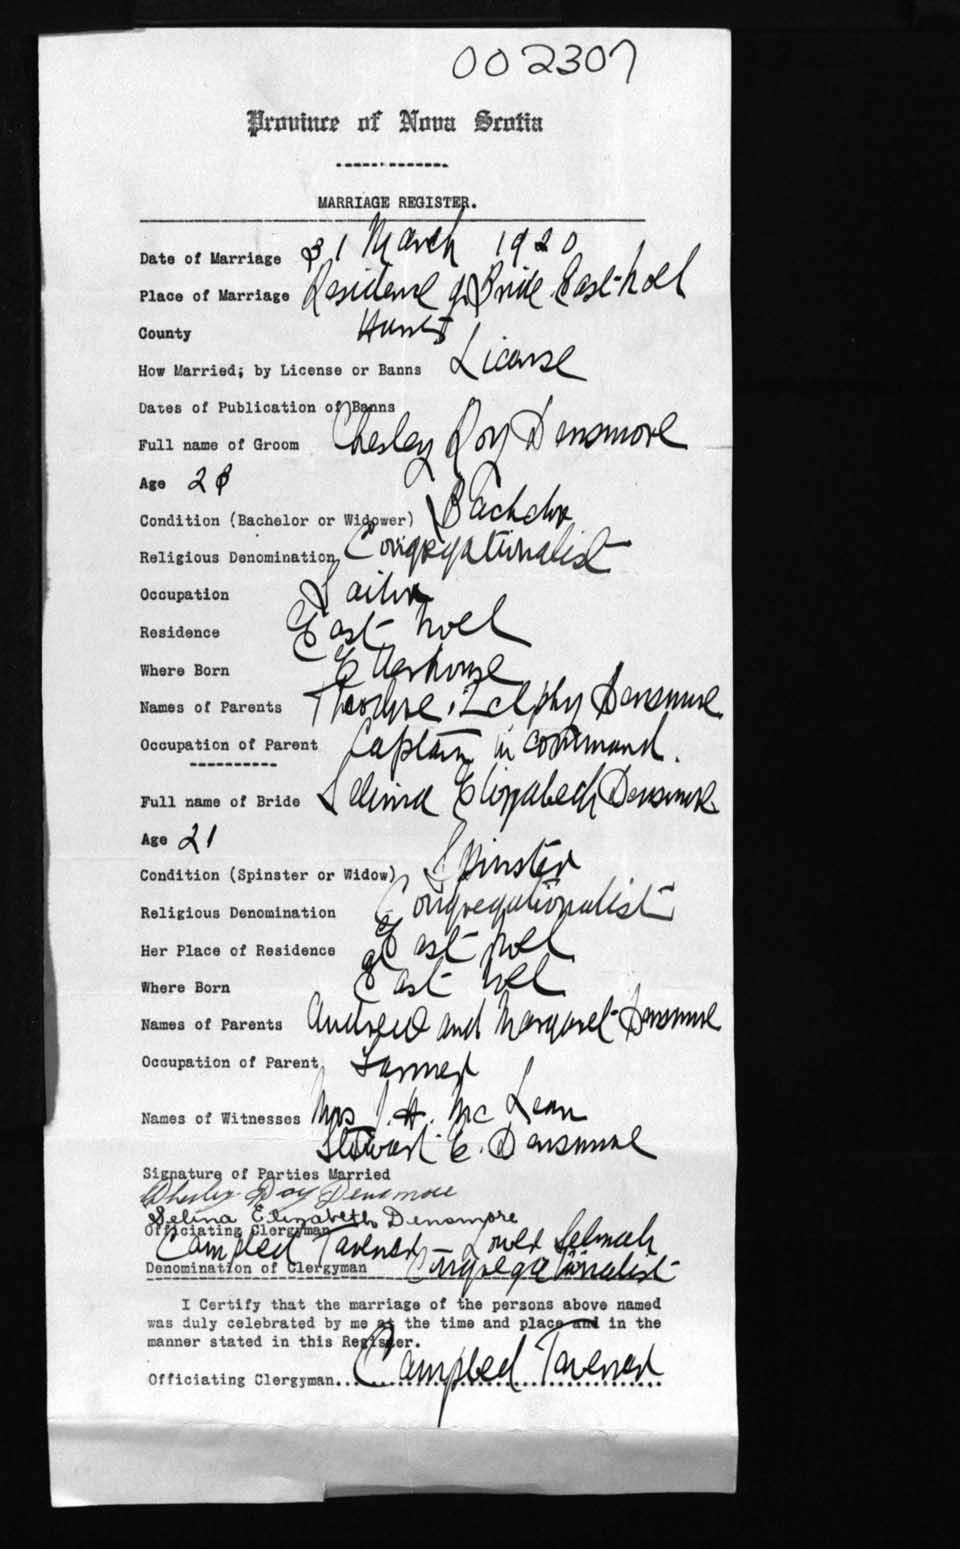 002307
Province of Nova Scotia
MARRIAGE REGISTER.
Date of Marriage 31 March 1920
Place of Marriage Residence of Bride East Noel
County Hants
How Married; by License or Banns License
Dates of Publication of Banns
Full name of Groom Chesley Roy Densmore
Age 28
Condition (Bachelor or Widower) Bachelor
Religious Denomination Congregationalist
Occupation Sailor
Residence East Noel
Where Born Ellershouse
Names of Parents Theodore, Zelphy Densmore
Occupation of Parent Captain in command.
Full name of Bride Selina Elizabeth Densmore
Age 21
Condition (Spinster or Widow) Spinster
Religious Denomination Congregationalist
Her Place of Residence East Noel
Where Born East Noel
Names of Parents Andrew and Margaret Densmore
Occupation of Parent Farmer
Names of Witnesses Mrs J. H. McLean
Stewart E. Densmore
Signature of Parties Married
Chesley Roy Densmore
Selina Elizabeth Densmore
Officiating Clergyman
Campbell Tavener Lower Selmah
Denomination of Clergyman Congregationalist
I Certify that the marriage of the persons above named
was duly celebrated by me at the time and place and in the
manner stated in this Register.
Officiating Clergyman.... Campbell Tavener